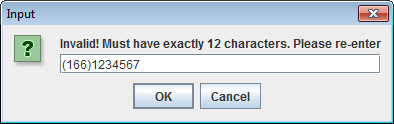 Input
Invalid! Must have exactly 12 characters. Please re-enter
(166)1234567
OK Cancel